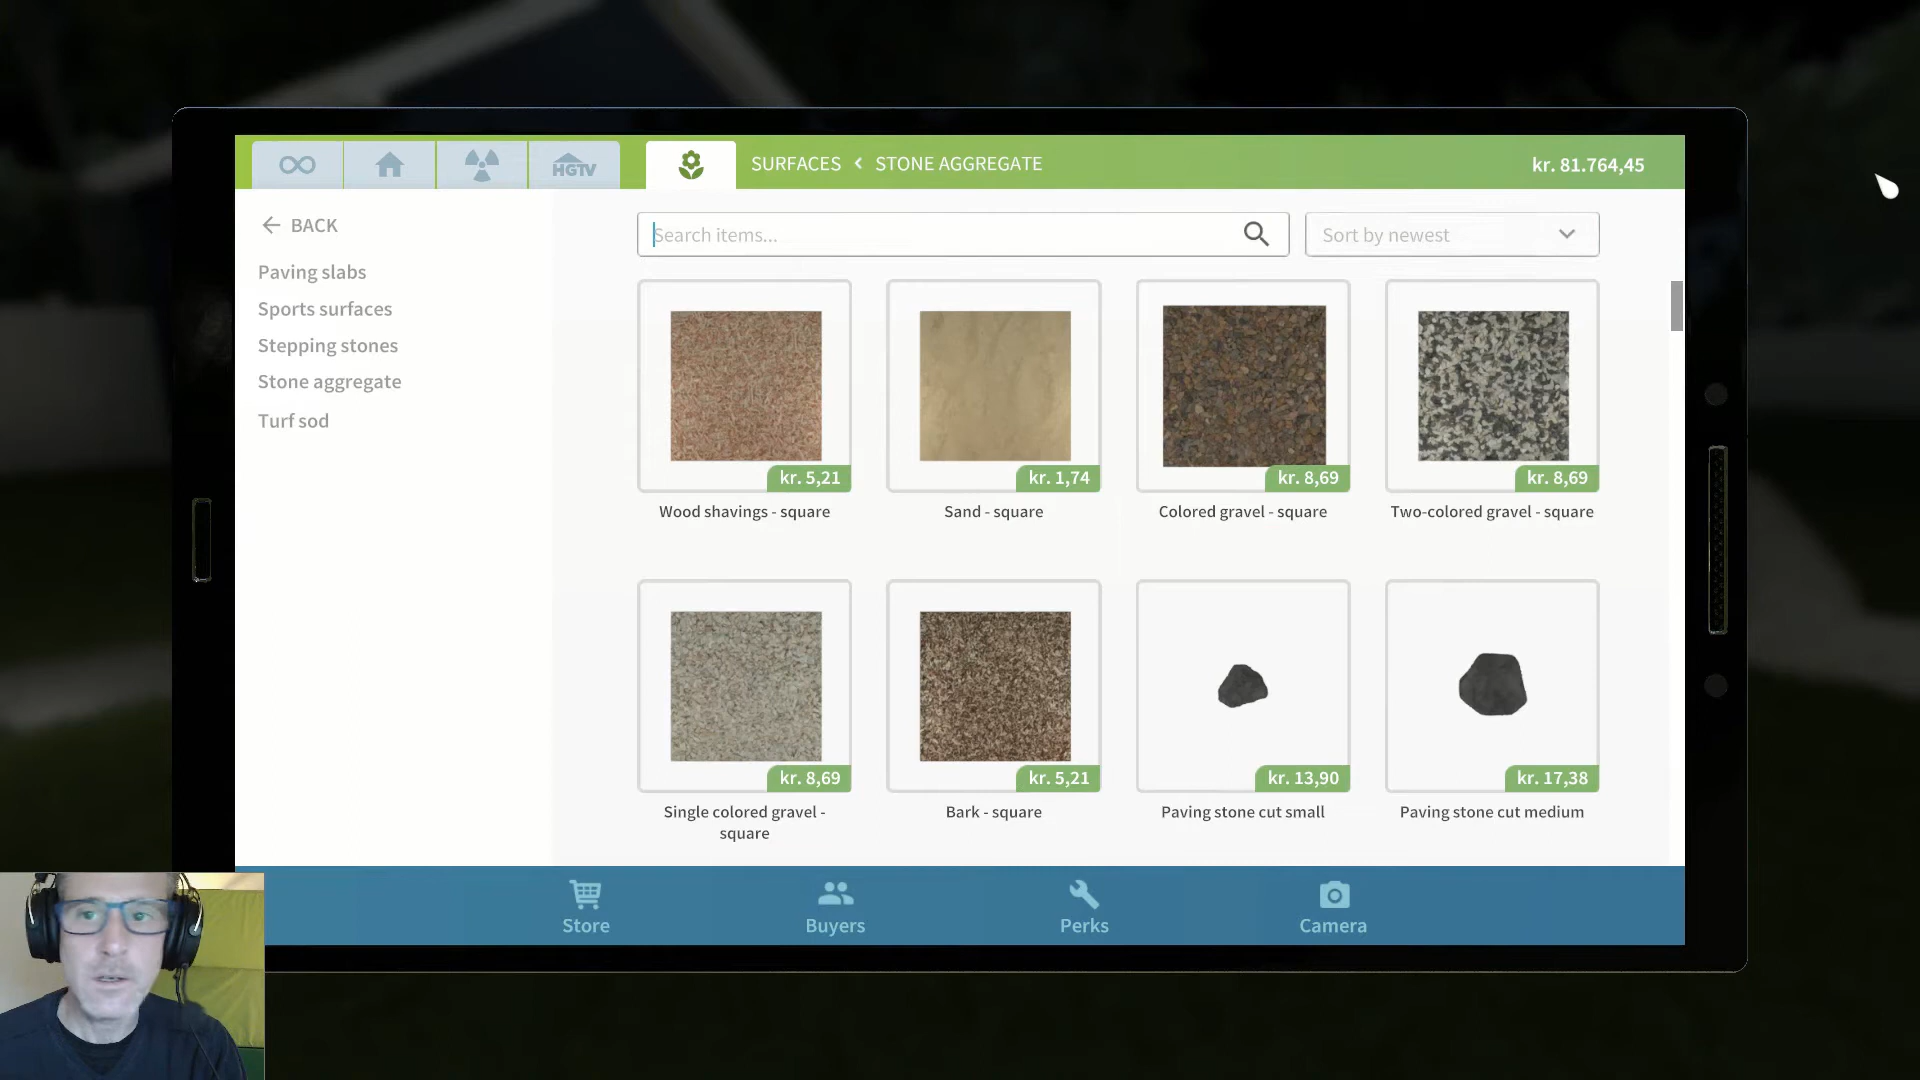 HGTV
SURFACES < STONE AGGREGATE
kr. 81.764,45
BACK
Paving slabs
Sports surfaces
Stepping stones
Stone aggregate
Turf sod
Search items...
Sort by newest
kr. 5,21
kr. 1,74
kr. 8,69
kr. 8,69
Wood shavings - square
Sand - square
Colored gravel - square
Two-colored gravel - square
kr. 8,69
kr. 5,21
kr. 13,90
kr. 17,38
Single colored gravel -
square
Bark - square
Paving stone cut small
Paving stone cut medium
Store
Buyers
Perks
Camera